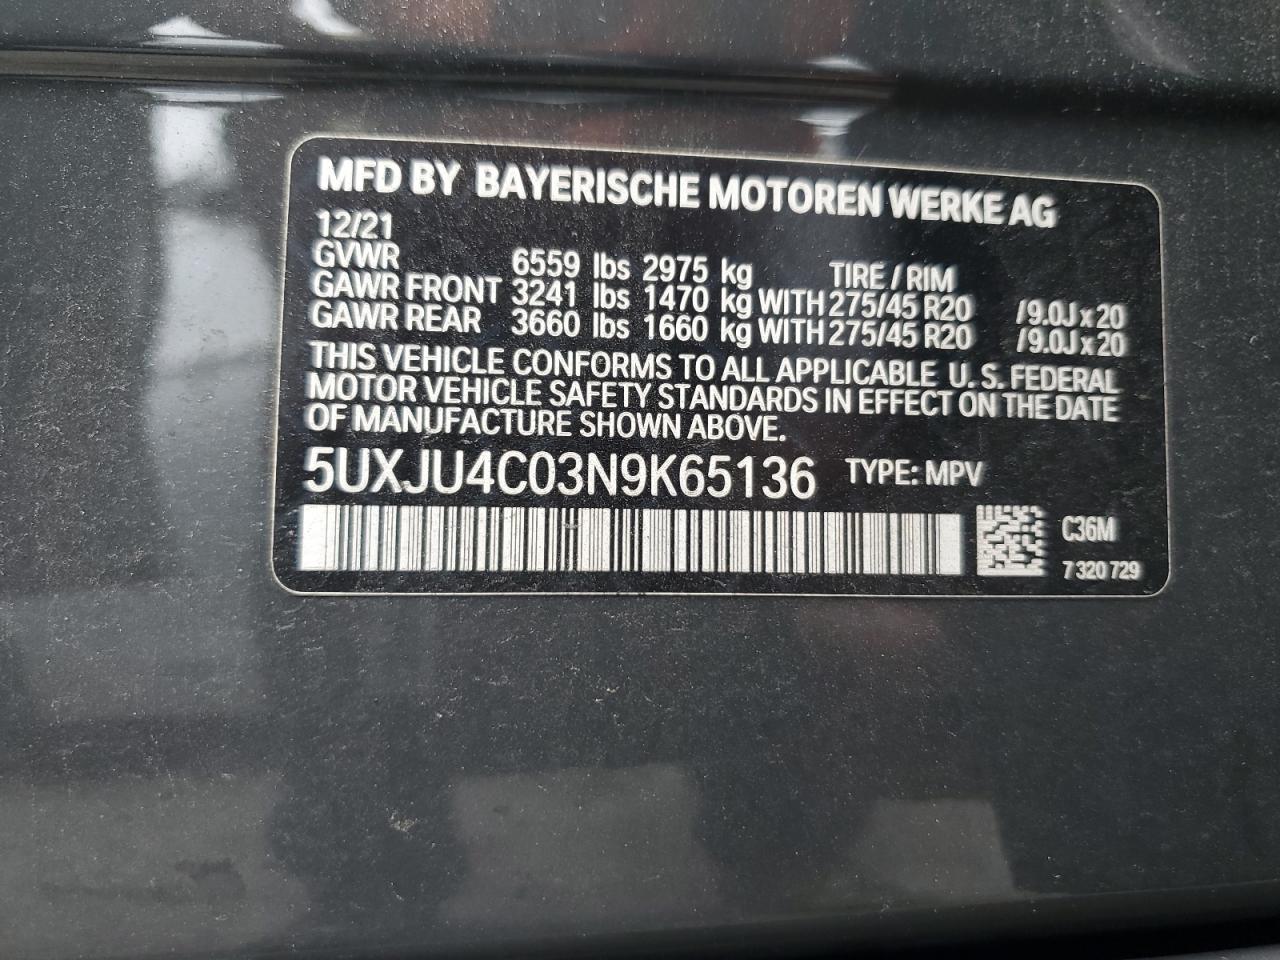 MFD BY BAYERISCHE MOTOREN WERKE AG
12/21
GVWR 6559 lbs 2975 kg TIRE / RIM
GAWR FRONT 3241 lbs 1470 kg WITH 275/45 R20 /9.0J x 20
GAWR REAR 3660 lbs 1660 kg WITH 275/45 R20 /9.0J x 20
THIS VEHICLE CONFORMS TO ALL APPLICABLE U. S. FEDERAL
MOTOR VEHICLE SAFETY STANDARDS IN EFFECT ON THE DATE
OF MANUFACTURE SHOWN ABOVE.
5UXJU4C03N9K65136 TYPE: MPV
C36M
7 320 729